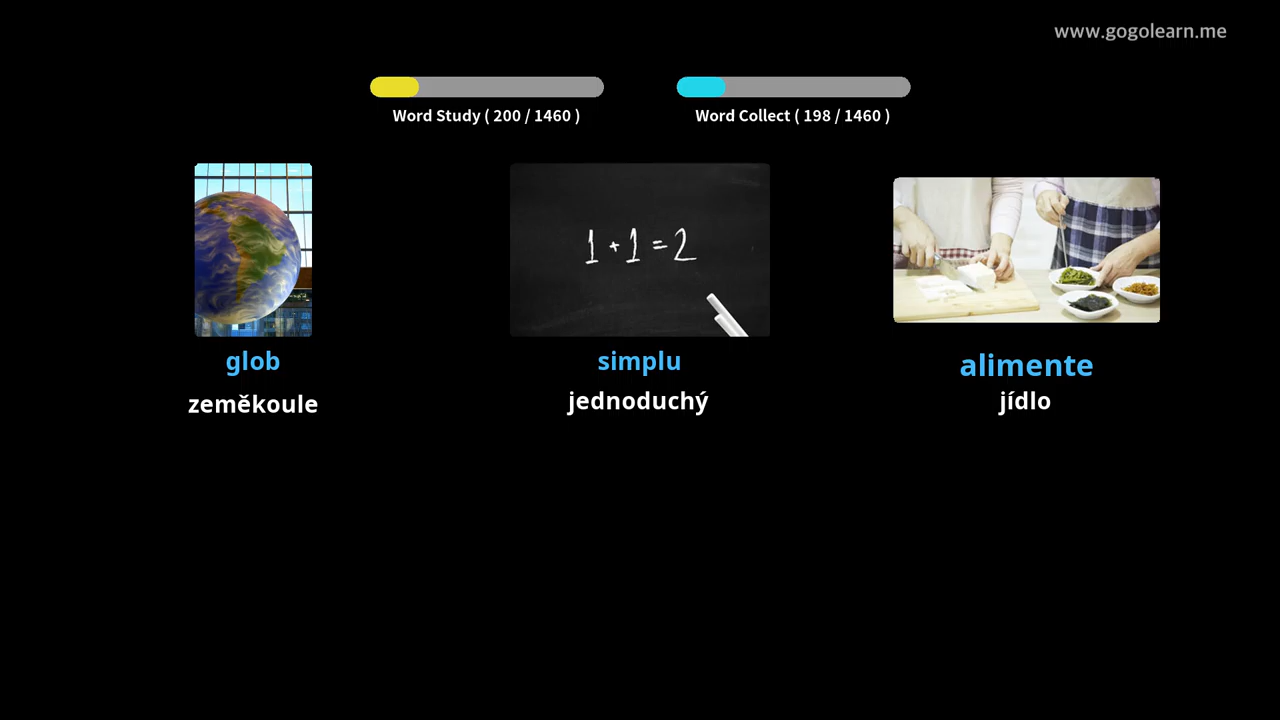 www.gogolearn.me
Word Study ( 200 / 1460 )
Word Collect ( 198 / 1460 )
1 + 1 = 2
glob
zeměkoule
simplu
jednoduchý
alimente
jídlo